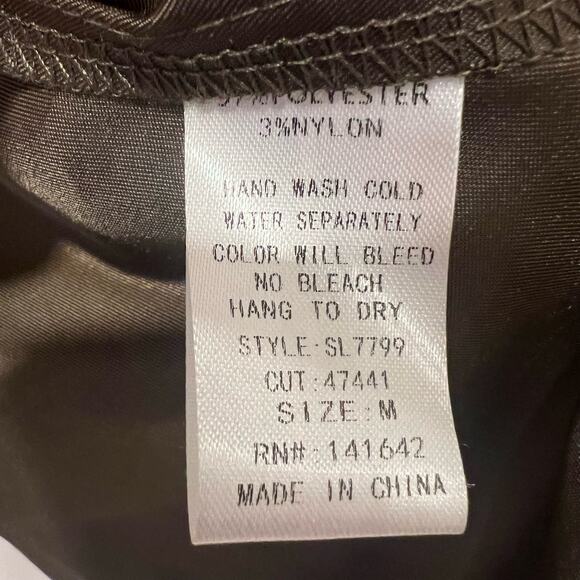 97%POLYESTER
3%NYLON
HAND WASH COLD
WATER SEPARATELY
COLOR WILL BLEED
NO BLEACH
HANG TO DRY
STYLE:SL7799
CUT:47441
SIZE:M
RN#:141642
MADE IN CHINA